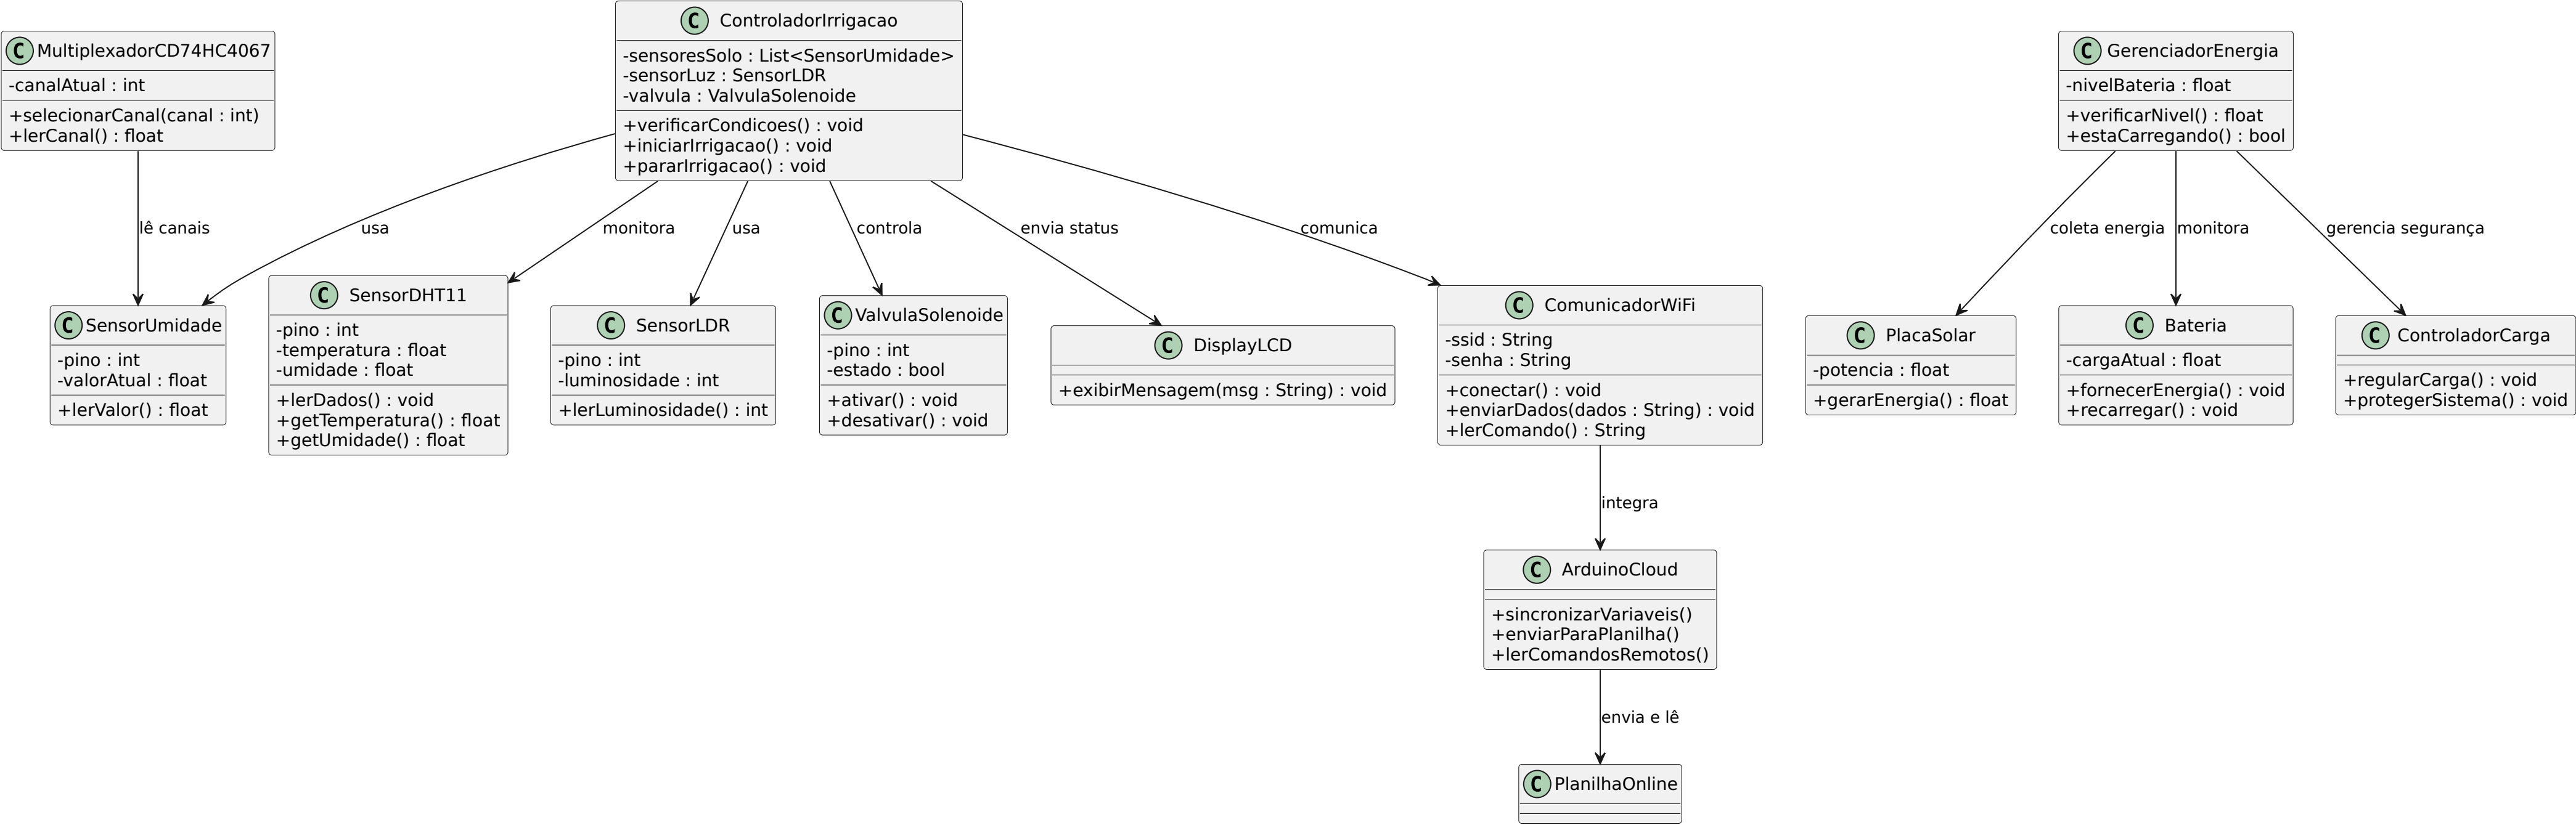 C MultiplexadorCD74HC4067
-canalAtual : int
+selecionarCanal(canal : int)
+lerCanal() : float
C ControladorIrrigacao
-sensoresSolo : List<SensorUmidade>
-sensorLuz : SensorLDR
-valvula : ValvulaSolenoide
+verificarCondicoes() : void
+iniciarIrrigacao() : void
+pararIrrigacao() : void
C GerenciadorEnergia
-nivelBateria : float
+verificarNivel() : float
+estaCarregando() : bool
lê canais
usa
monitora
usa
controla
envia status
comunica
coleta energia
monitora
gerencia segurança
C SensorUmidade
-pino : int
-valorAtual : float
+lerValor() : float
C SensorDHT11
-pino : int
-temperatura : float
-umidade : float
+lerDados() : void
+getTemperatura() : float
+getUmidade() : float
C SensorLDR
-pino : int
-luminosidade : int
+lerLuminosidade() : int
C ValvulaSolenoide
-pino : int
-estado : bool
+ativar() : void
+desativar() : void
C DisplayLCD
+exibirMensagem(msg : String) : void
C ComunicadorWiFi
-ssid : String
-senha : String
+conectar() : void
+enviarDados(dados : String) : void
+lerComando() : String
C PlacaSolar
-potencia : float
+gerarEnergia() : float
C Bateria
-cargaAtual : float
+fornecerEnergia() : void
+recarregar() : void
C ControladorCarga
+regularCarga() : void
+protegerSistema() : void
integra
C ArduinoCloud
+sincronizarVariaveis()
+enviarParaPlanilha()
+lerComandosRemotos()
envia e lê
C PlanilhaOnline